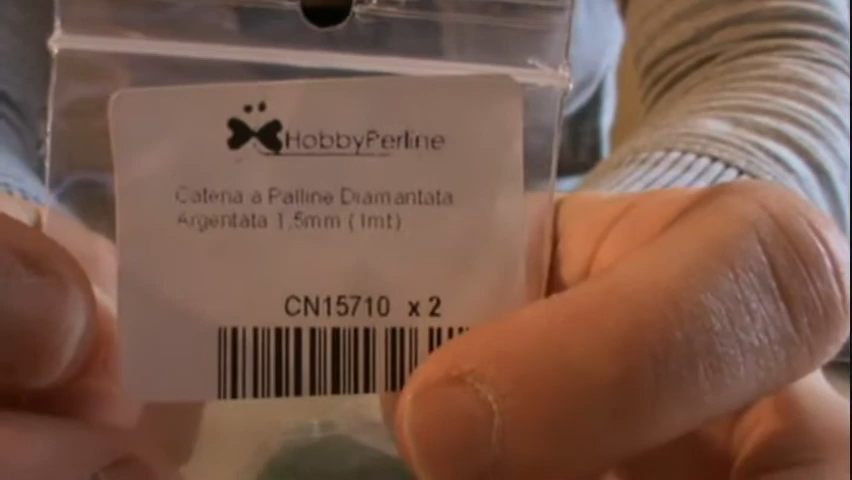 HobbyPerline
Catena a Palline Diamantata
Argentata 1,5mm (1mt)
CN15710 x 2